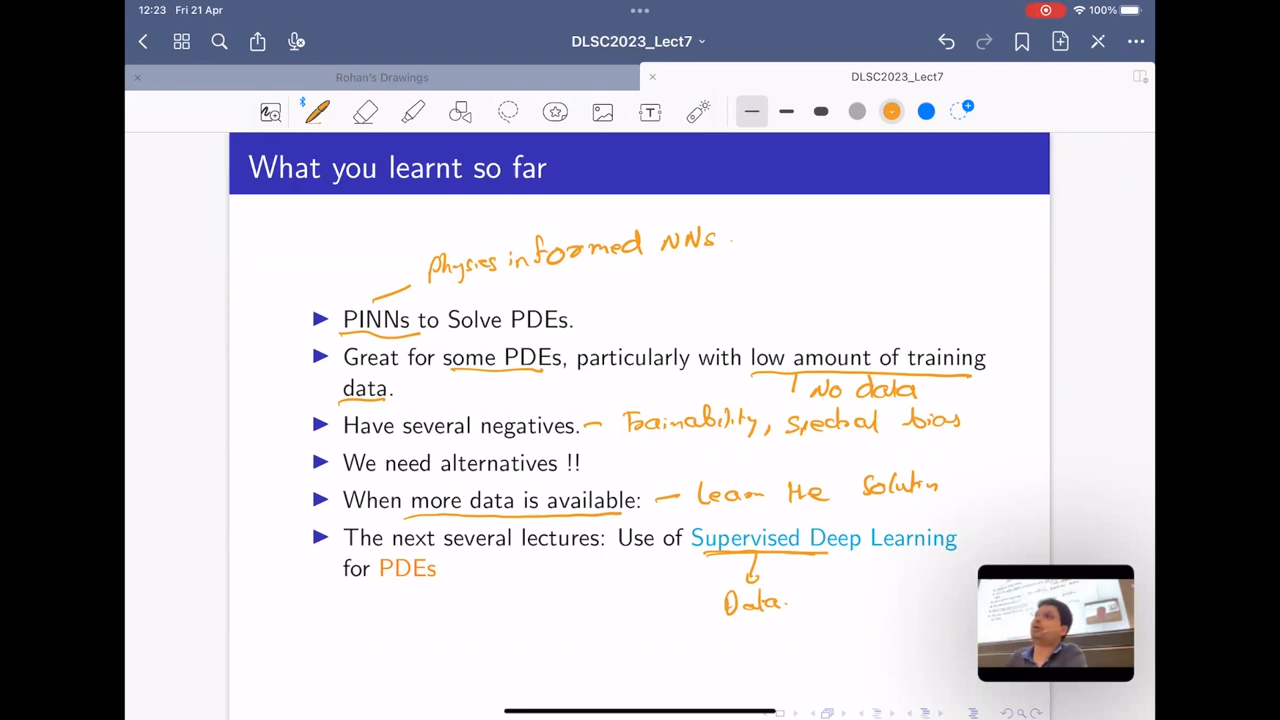 12:23 Fri 21 Apr
100%
DLSC2023_Lect7
Rohan's Drawings
DLSC2023_Lect7
What you learnt so far
Physics informed NNs.
PINNs to Solve PDEs.
Great for some PDEs, particularly with low amount of training
data.
No data
Have several negatives. - Trainability, spectral bias
We need alternatives !!
When more data is available: - Learn the Solutin
The next several lectures: Use of Supervised Deep Learning
for PDEs
Data.